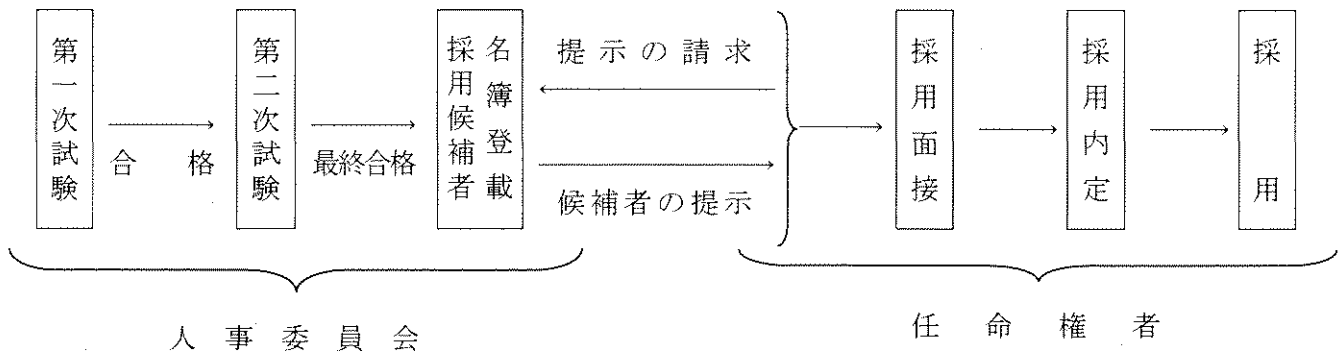 第一次試験
合格
第二次試験
最終合格
採用候補者
名簿登載
提示の請求
候補者の提示
採用面接
採用内定
採用
人事委員会
任命権者